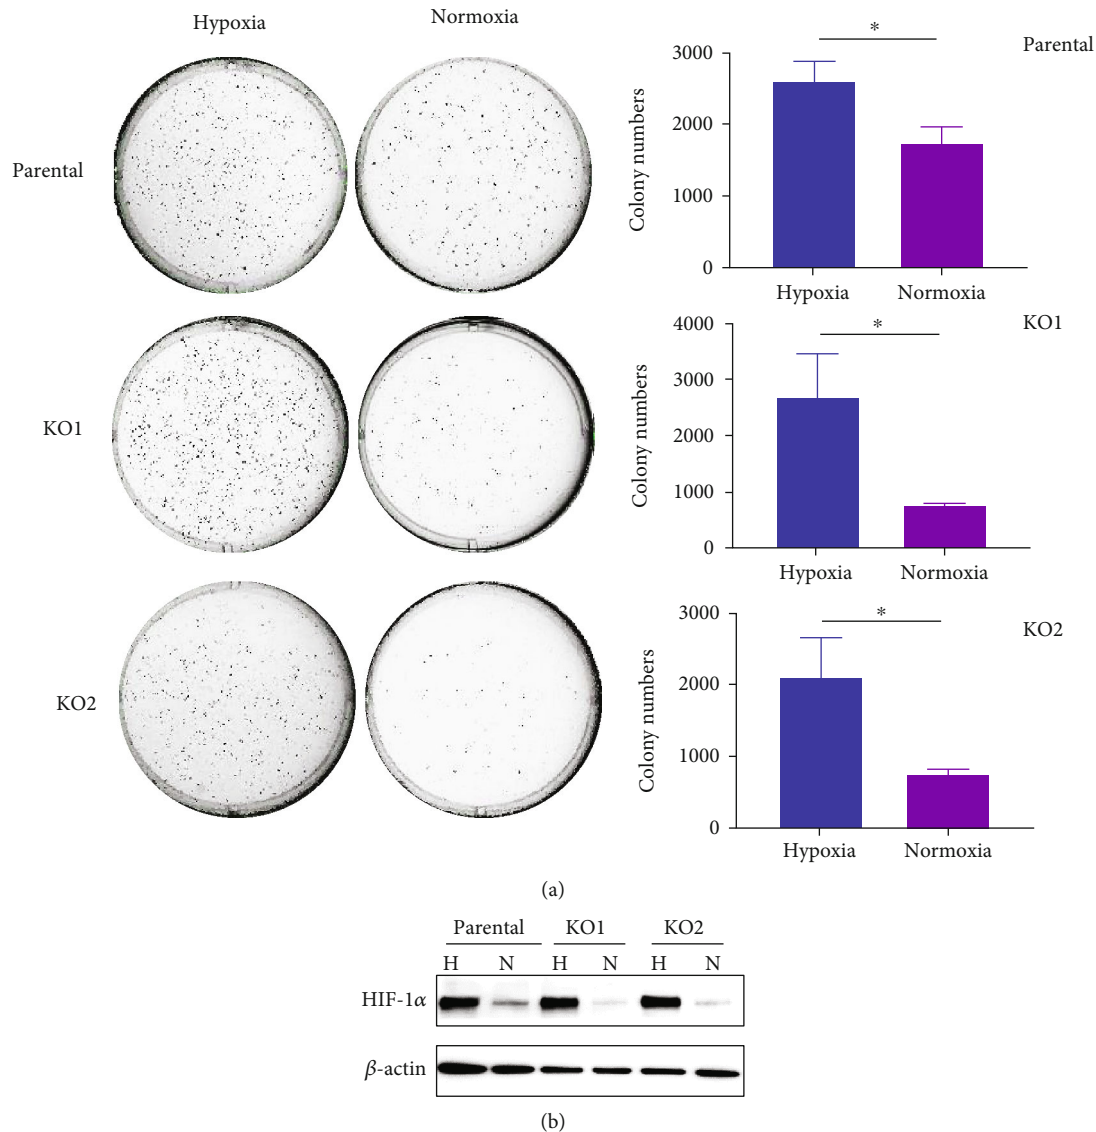 Hypoxia Normoxia
Parental
KO1
KO2
* Parental
Colony numbers
3000
2000
1000
0
Hypoxia Normoxia
* KO1
Colony numbers
4000
3000
2000
1000
0
Hypoxia Normoxia
* KO2
Colony numbers
3000
2000
1000
0
Hypoxia Normoxia
(a)
Parental KO1 KO2
H N H N H N
HIF-1α
β-actin
(b)